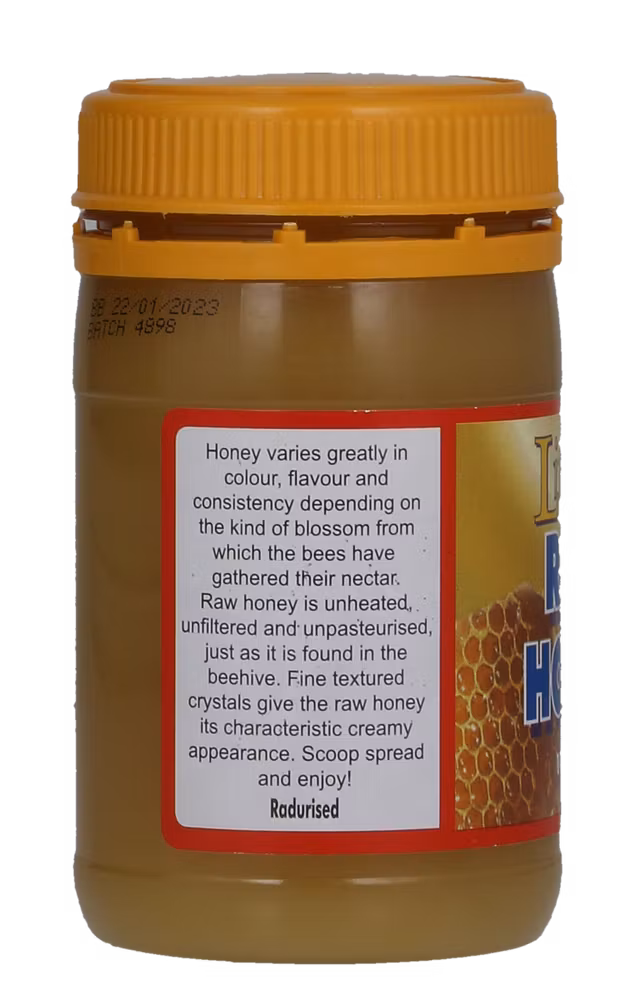 BB 22/01/2023
BATCH 4898
Honey varies greatly in
colour, flavour and
consistency depending on
the kind of blossom from
which the bees have
gathered their nectar.
Raw honey is unheated,
unfiltered and unpasteurised,
just as it is found in the
beehive. Fine textured
crystals give the raw honey
its characteristic creamy
appearance. Scoop spread
and enjoy!
Radurised